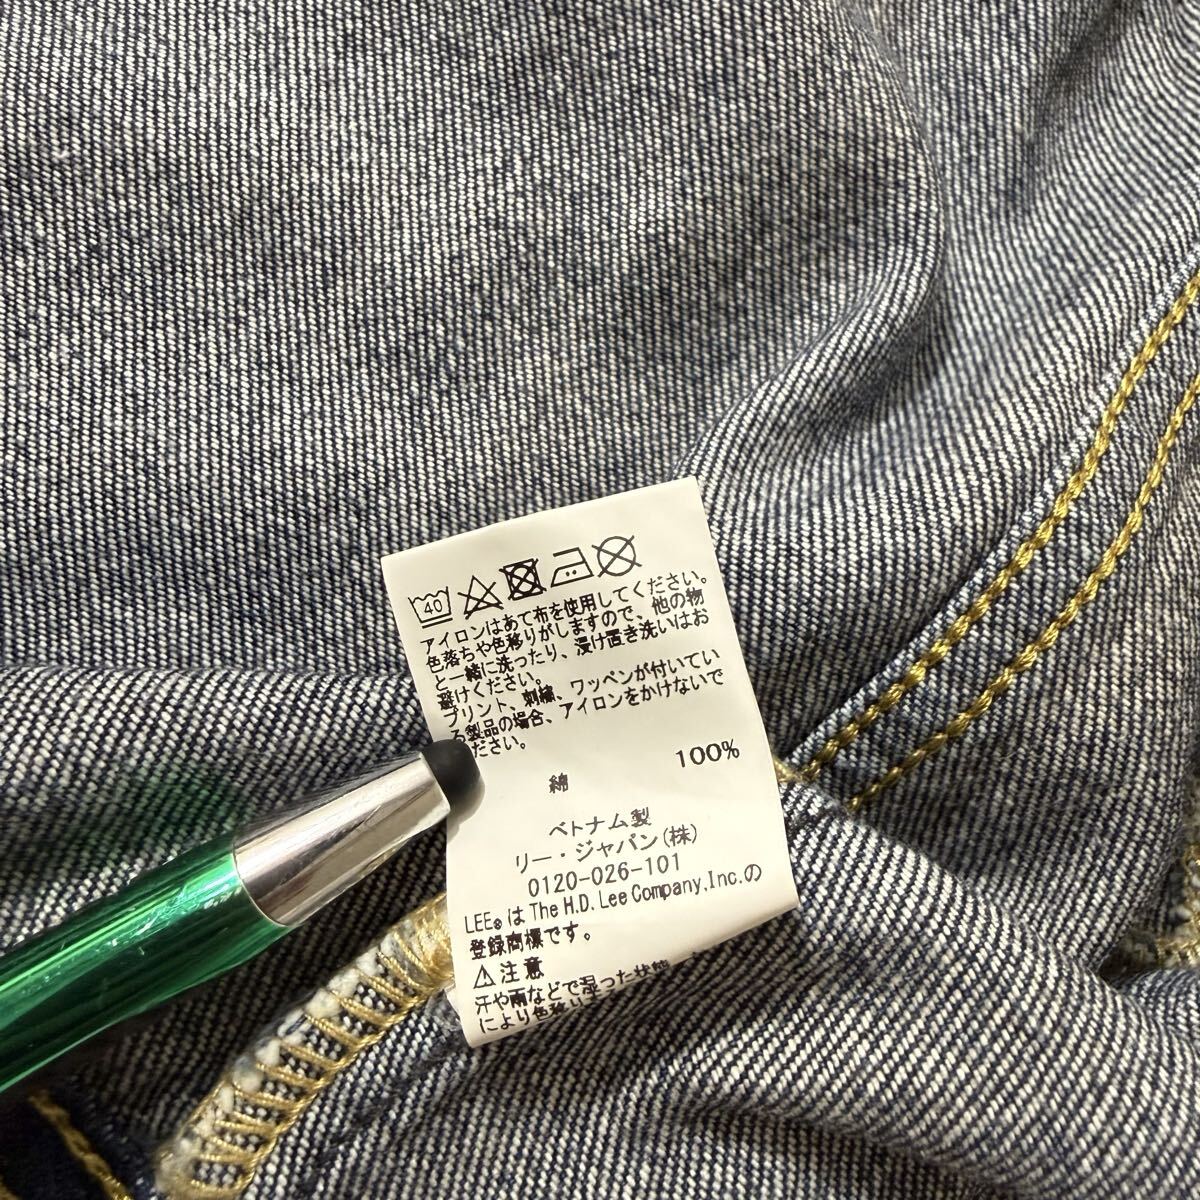 40
アイロンはあて布を使用してください。
色落ちや色移りがしますので、他の物
と一緒に洗ったり、浸け置き洗いはお
避けください。
プリント、刺繍、ワッペンが付いてい
る製品の場合、アイロンをかけないで
ださい。
綿 100%
ベトナム製
リー・ジャパン(株)
0120-026-101
LEE®は The H.D. Lee Company,Inc.の
登録商標です。
⚠注意
汗や雨などで湿った状態
により色移り